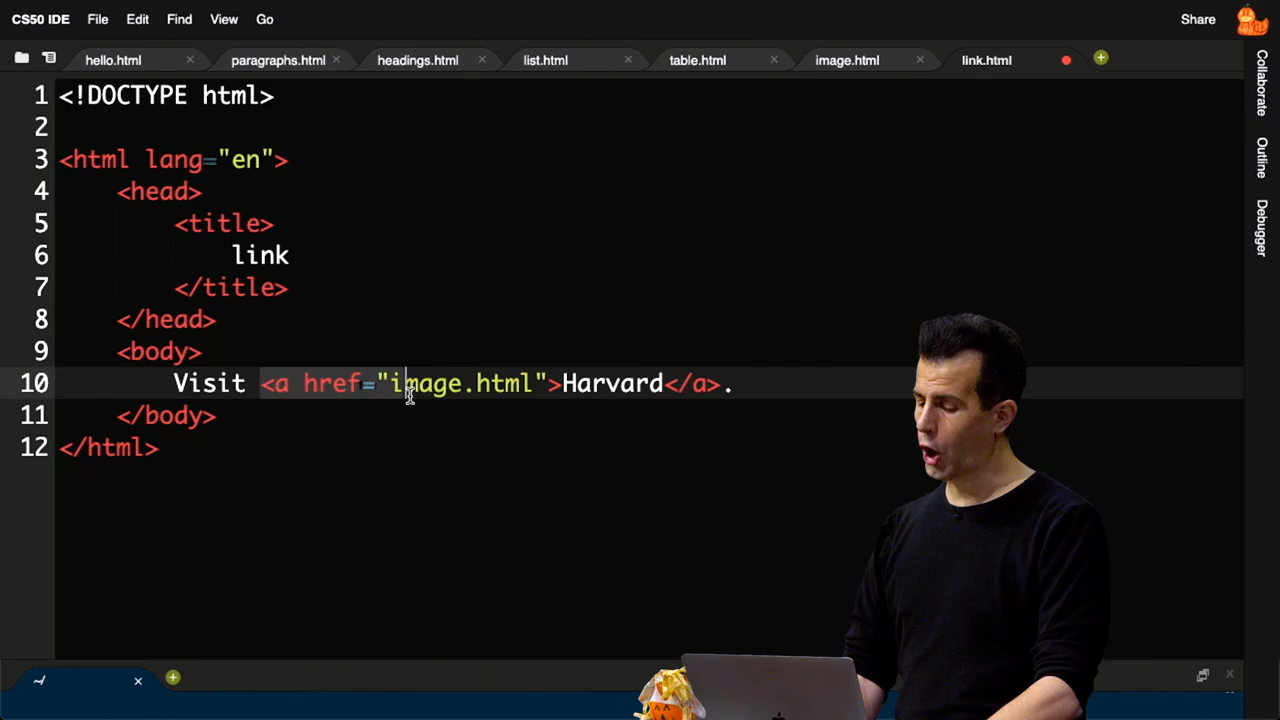 CS50 IDE File Edit Find View Go Share
hello.html paragraphs.html headings.html list.html table.html image.html link.html
Collaborate
Outline
Debugger
1 <!DOCTYPE html>
2
3 <html lang="en">
4 <head>
5 <title>
6 link
7 </title>
8 </head>
9 <body>
10 Visit <a href="image.html">Harvard</a>.
11 </body>
12 </html>
~/